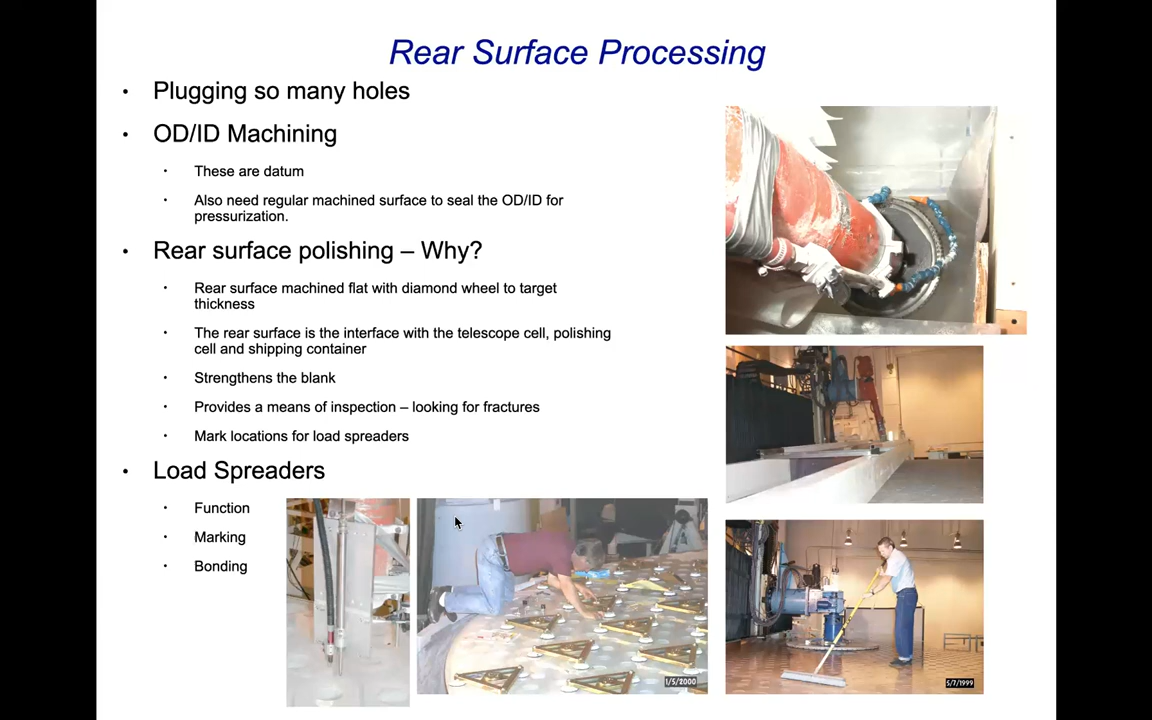 Rear Surface Processing
• Plugging so many holes
• OD/ID Machining
• These are datum
• Also need regular machined surface to seal the OD/ID for
pressurization.
• Rear surface polishing – Why?
• Rear surface machined flat with diamond wheel to target
thickness
• The rear surface is the interface with the telescope cell, polishing
cell and shipping container
• Strengthens the blank
• Provides a means of inspection – looking for fractures
• Mark locations for load spreaders
• Load Spreaders
• Function
• Marking
• Bonding
1/5/2000
5/7/1999